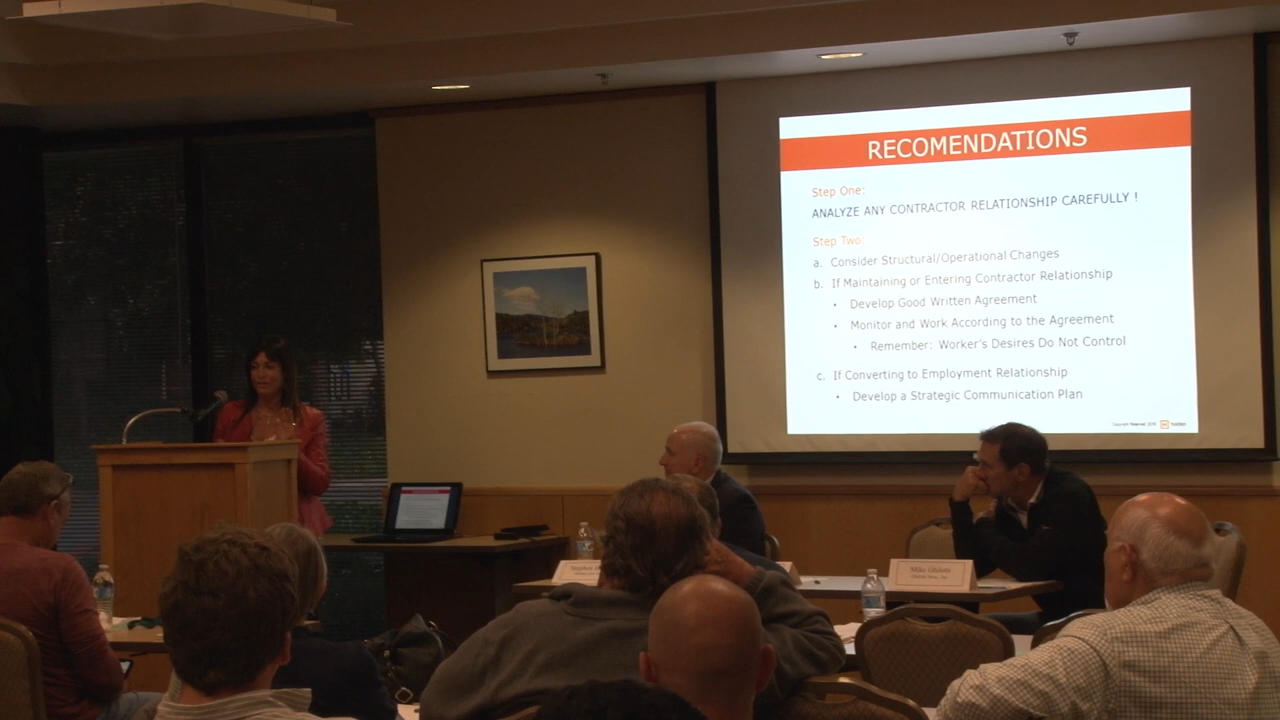 RECOMENDATIONS
Step One:
ANALYZE ANY CONTRACTOR RELATIONSHIP CAREFULLY !
Step Two:
a. Consider Structural/Operational Changes
b. If Maintaining or Entering Contractor Relationship
• Develop Good Written Agreement
• Monitor and Work According to the Agreement
• Remember: Worker's Desires Do Not Control
c. If Converting to Employment Relationship
• Develop a Strategic Communication Plan
Stephen
Mike Ghilotti